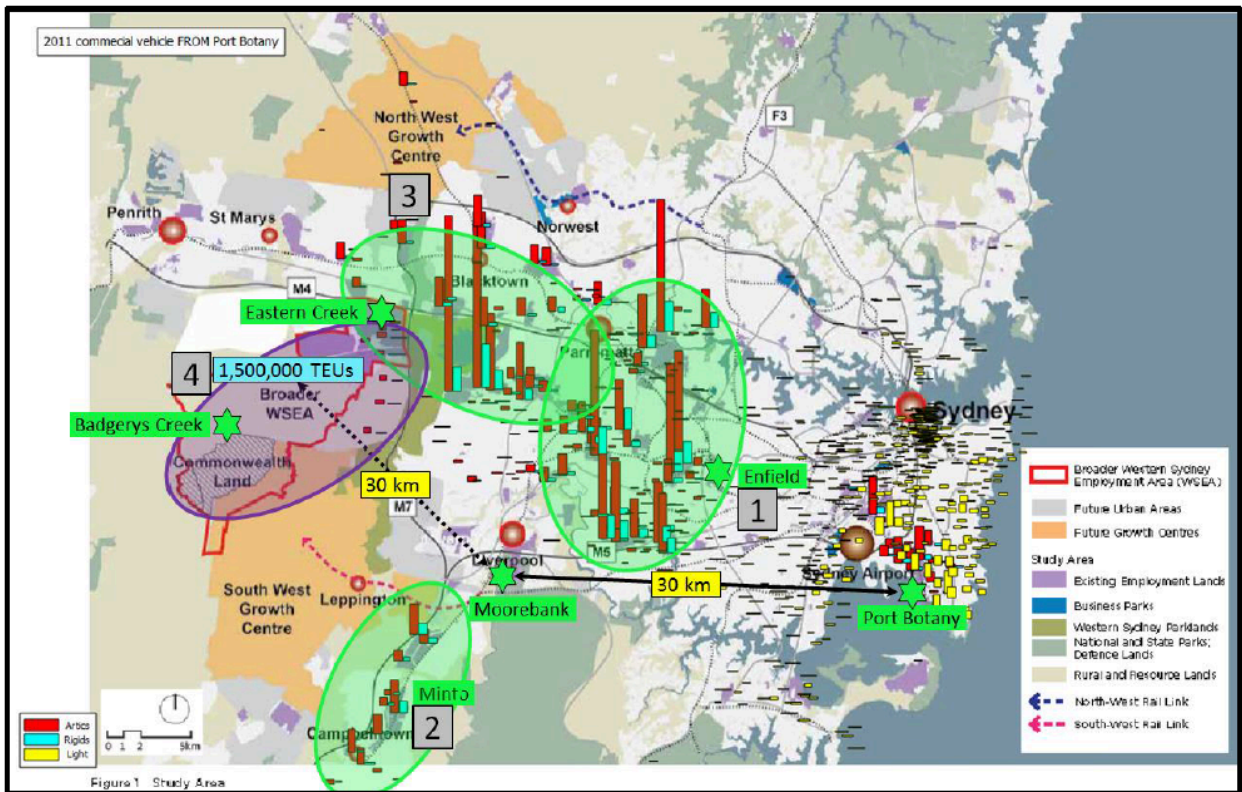 2011 commecial vehicle FROM Port Botany
F3
North West
Growth
Centre
3
Penrith
St Marys
Norwest
M4
Blacktown
Eastern Creek
Parramatta
4
1,500,000 TEUs
Broader
WSEA
Badgerys Creek
Sydney
Commonwealth
Land
Enfield
30 km
1
M7
M5
Liverpool
Sydney Airport
30 km
South West
Growth
Centre
Leppington
Moorebank
Port Botany
Minto
2
Campbelltown
Broader Western Sydney
Employment Area (WSEA)
Future Urban Areas
Future Growth Centres
Study Area
Existing Employment Lands
Business Parks
Western Sydney Parklands
National and State Parks;
Defence Lands
Rural and Resource Lands
North-West Rail Link
South-West Rail Link
Artics
Rigids
Light
0 1 2 5km
Figure 1 Study Area